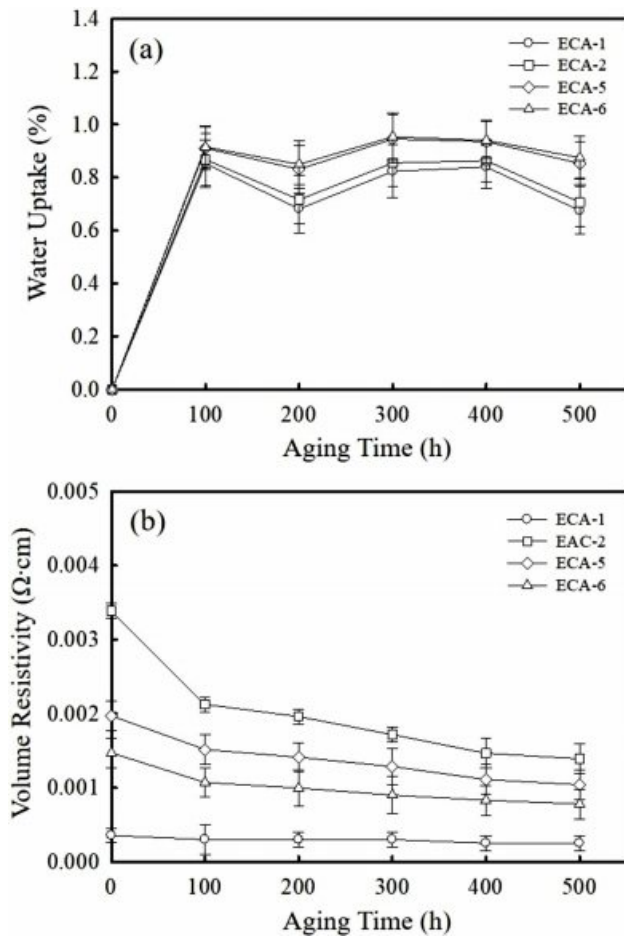 (a)
ECA-1
ECA-2
ECA-5
ECA-6
1.4
1.2
1.0
0.8
0.6
0.4
0.2
0.0
Water Uptake (%)
0 100 200 300 400 500
Aging Time (h)
(b)
ECA-1
EAC-2
ECA-5
ECA-6
0.005
0.004
0.003
0.002
0.001
0.000
Volume Resistivity (Ω·cm)
0 100 200 300 400 500
Aging Time (h)